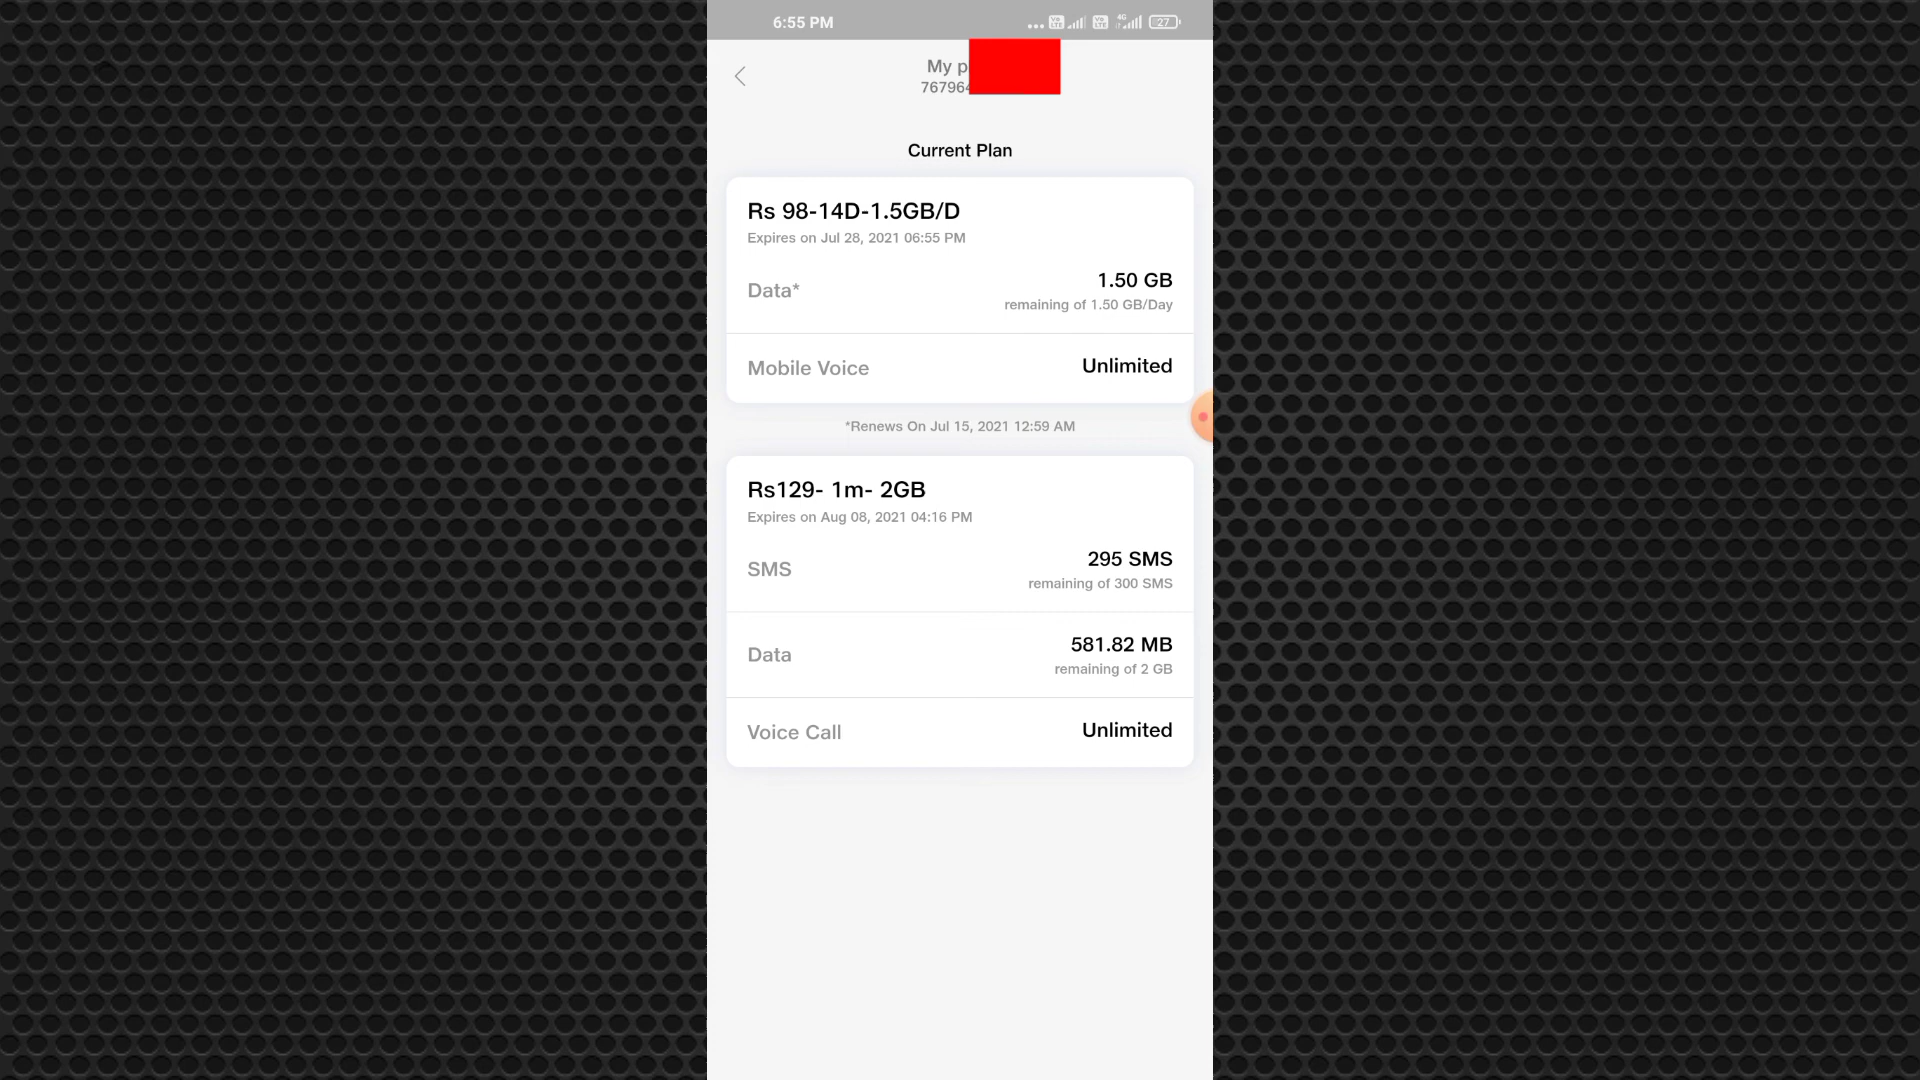 6:55 PM
4G
27
My p
76796
Current Plan
Rs 98-14D-1.5GB/D
Expires on Jul 28, 2021 06:55 PM
Data*
1.50 GB
remaining of 1.50 GB/Day
Mobile Voice
Unlimited
*Renews On Jul 15, 2021 12:59 AM
Rs129- 1m- 2GB
Expires on Aug 08, 2021 04:16 PM
SMS
295 SMS
remaining of 300 SMS
Data
581.82 MB
remaining of 2 GB
Voice Call
Unlimited